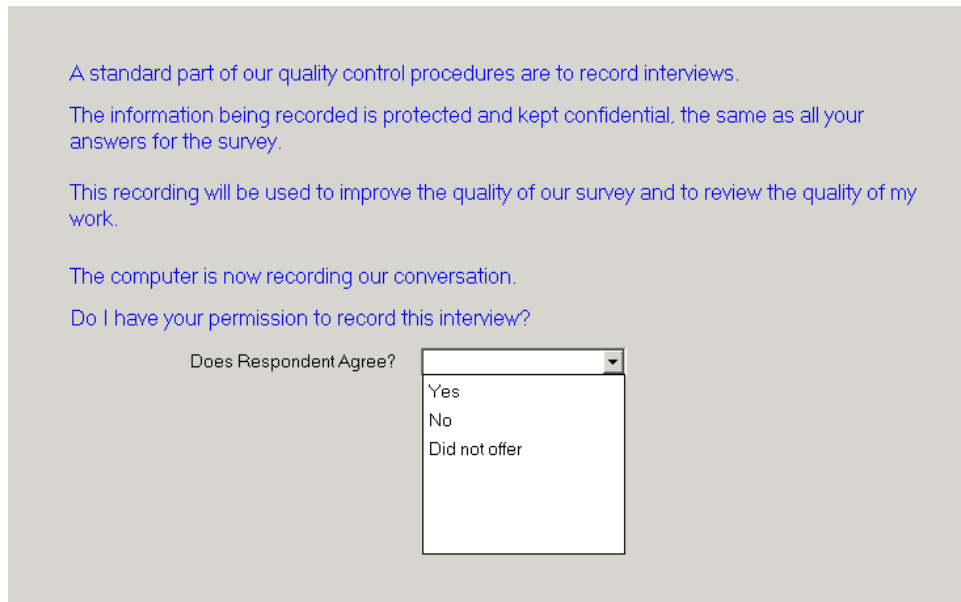 A standard part of our quality control procedures are to record interviews.
The information being recorded is protected and kept confidential, the same as all your
answers for the survey.
This recording will be used to improve the quality of our survey and to review the quality of my
work.
The computer is now recording our conversation.
Do I have your permission to record this interview?
Does Respondent Agree?
Yes
No
Did not offer